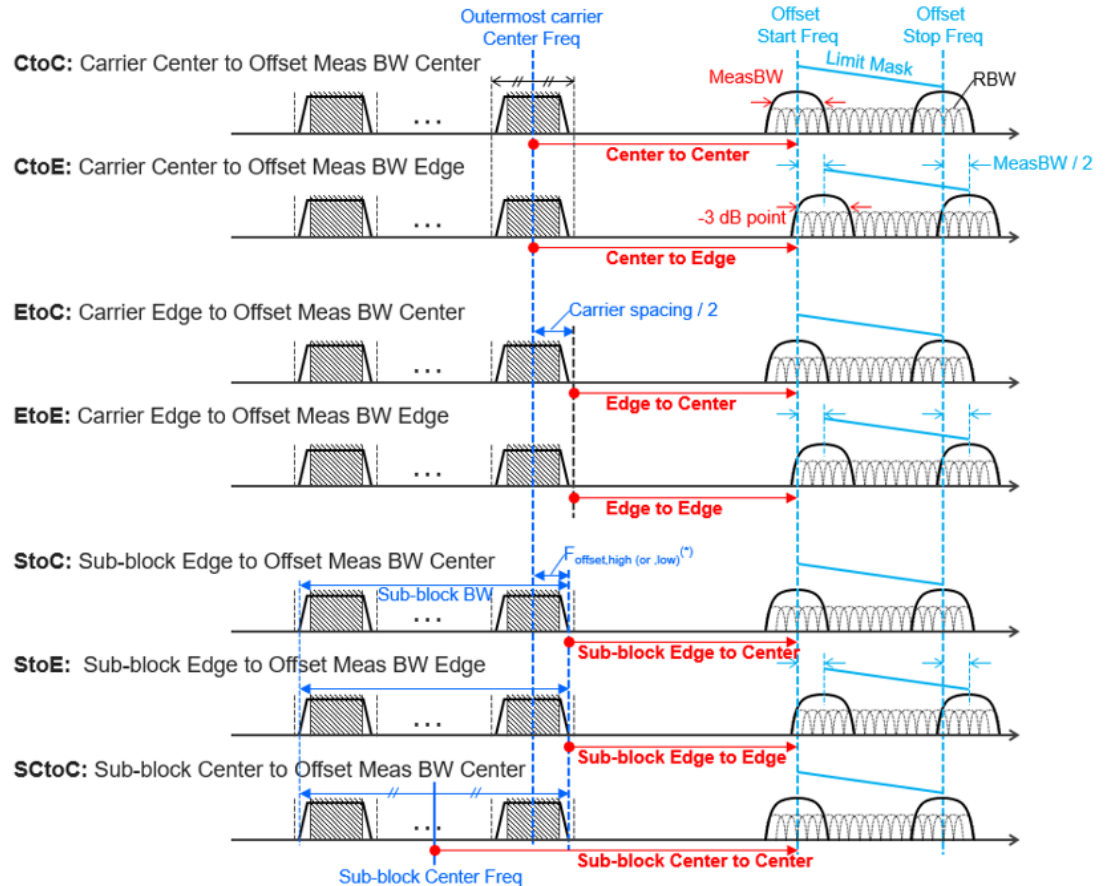 Outermost carrier
Center Freq
Offset
Start Freq
Offset
Stop Freq
CtoC: Carrier Center to Offset Meas BW Center
Limit Mask
MeasBW
RBW
...
Center to Center
CtoE: Carrier Center to Offset Meas BW Edge
MeasBW / 2
-3 dB point
...
Center to Edge
EtoC: Carrier Edge to Offset Meas BW Center
Carrier spacing / 2
...
Edge to Center
EtoE: Carrier Edge to Offset Meas BW Edge
...
Edge to Edge
StoC: Sub-block Edge to Offset Meas BW Center
Foffset,high (or ,low)(*)
Sub-block BW
...
Sub-block Edge to Center
StoE: Sub-block Edge to Offset Meas BW Edge
...
Sub-block Edge to Edge
SCtoC: Sub-block Center to Offset Meas BW Center
...
Sub-block Center to Center
Sub-block Center Freq